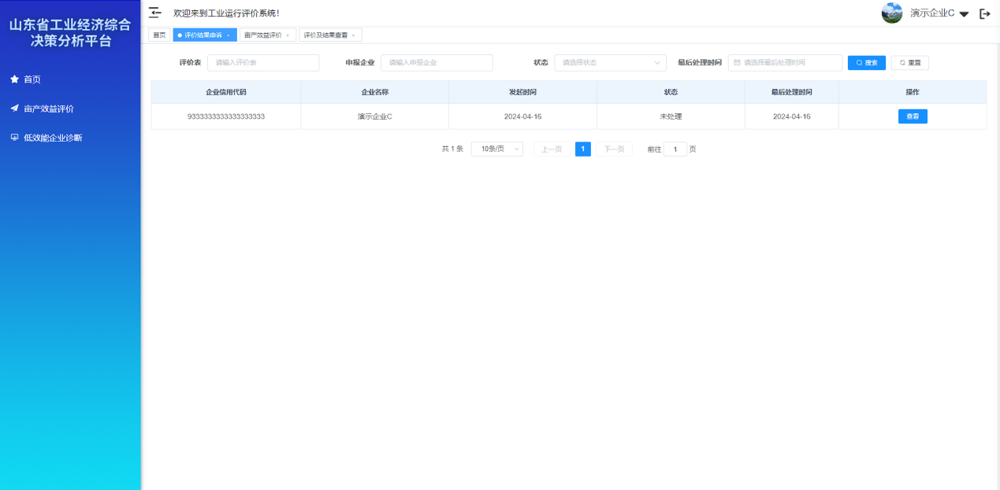 山东省工业经济综合
决策分析平台
首页
亩产效益评价
低效能企业诊断
欢迎来到工业运行评价系统!
演示企业C
首页 评价结果申诉 × 亩产效益评价 × 评价及结果查看 ×
评价表 请输入评价表 申报企业 请输入申报企业 状态 请选择状态 最后处理时间 请选择最后处理时间 搜索 重置
企业信用代码 企业名称 发起时间 状态 最后处理时间 操作
9333333333333333333 演示企业C 2024-04-16 未处理 2024-04-16 查看
共 1 条 10条/页 上一页 1 下一页 前往 1 页